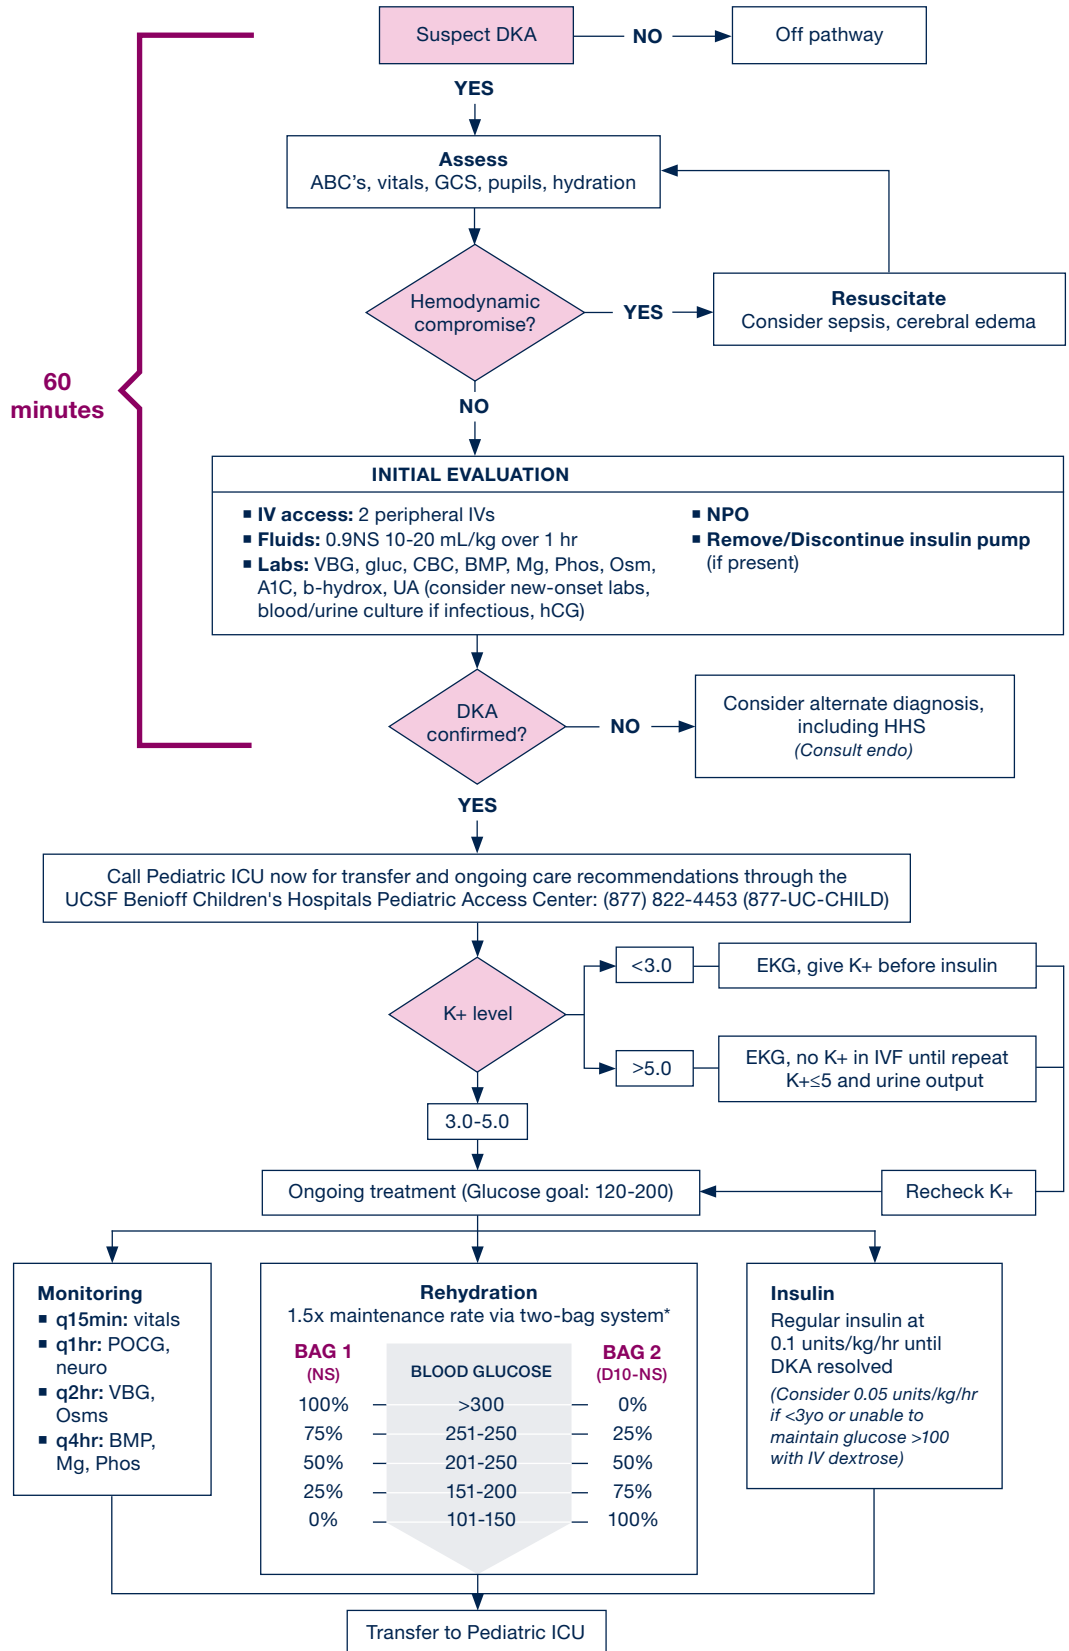 Suspect DKA
NO
Off pathway
YES
Assess
ABC's, vitals, GCS, pupils, hydration
Hemodynamic
compromise?
YES
Resuscitate
Consider sepsis, cerebral edema
60
minutes
NO
INITIAL EVALUATION
▪ IV access: 2 peripheral IVs
▪ Fluids: 0.9NS 10-20 mL/kg over 1 hr
▪ Labs: VBG, gluc, CBC, BMP, Mg, Phos, Osm,
A1C, b-hydrox, UA (consider new-onset labs,
blood/urine culture if infectious, hCG)
▪ NPO
▪ Remove/Discontinue insulin pump
(if present)
DKA
confirmed?
NO
Consider alternate diagnosis,
including HHS
(Consult endo)
YES
Call Pediatric ICU now for transfer and ongoing care recommendations through the
UCSF Benioff Children's Hospitals Pediatric Access Center: (877) 822-4453 (877-UC-CHILD)
K+ level
<3.0
EKG, give K+ before insulin
>5.0
EKG, no K+ in IVF until repeat
K+≤5 and urine output
3.0-5.0
Ongoing treatment (Glucose goal: 120-200)
Recheck K+
Monitoring
▪ q15min: vitals
▪ q1hr: POCG,
neuro
▪ q2hr: VBG,
Osms
▪ q4hr: BMP,
Mg, Phos
Rehydration
1.5x maintenance rate via two-bag system*
BAG 1
(NS)
BLOOD GLUCOSE
BAG 2
(D10-NS)
100% >300 0%
75% 251-250 25%
50% 201-250 50%
25% 151-200 75%
0% 101-150 100%
Insulin
Regular insulin at
0.1 units/kg/hr until
DKA resolved
(Consider 0.05 units/kg/hr
if <3yo or unable to
maintain glucose >100
with IV dextrose)
Transfer to Pediatric ICU